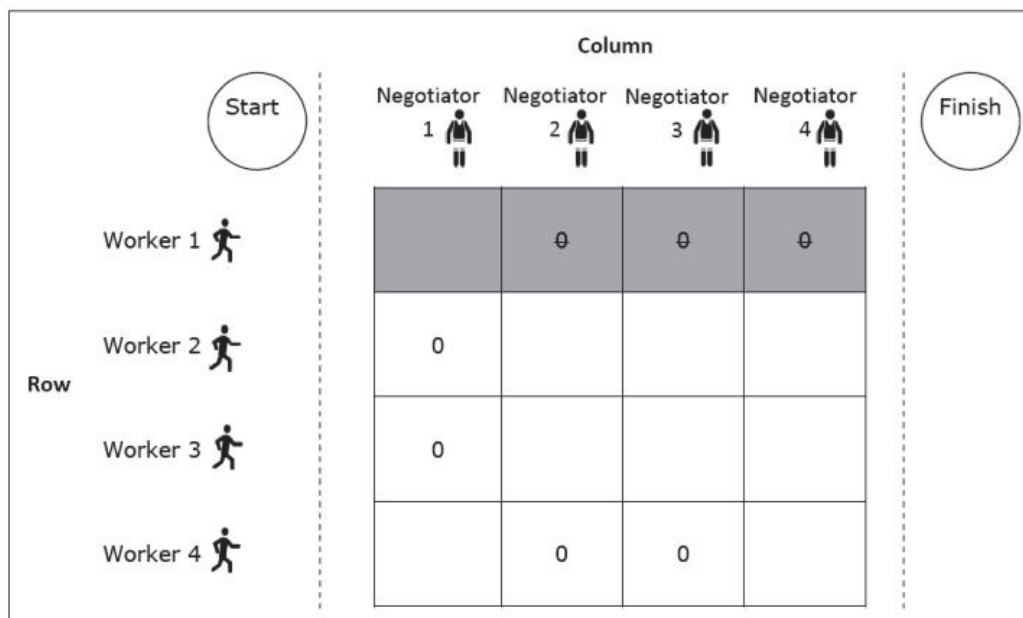 Column
Start
Negotiator 1
Negotiator 2
Negotiator 3
Negotiator 4
Finish
Worker 1 0 0 0
Worker 2 0
Row
Worker 3 0
Worker 4 0 0